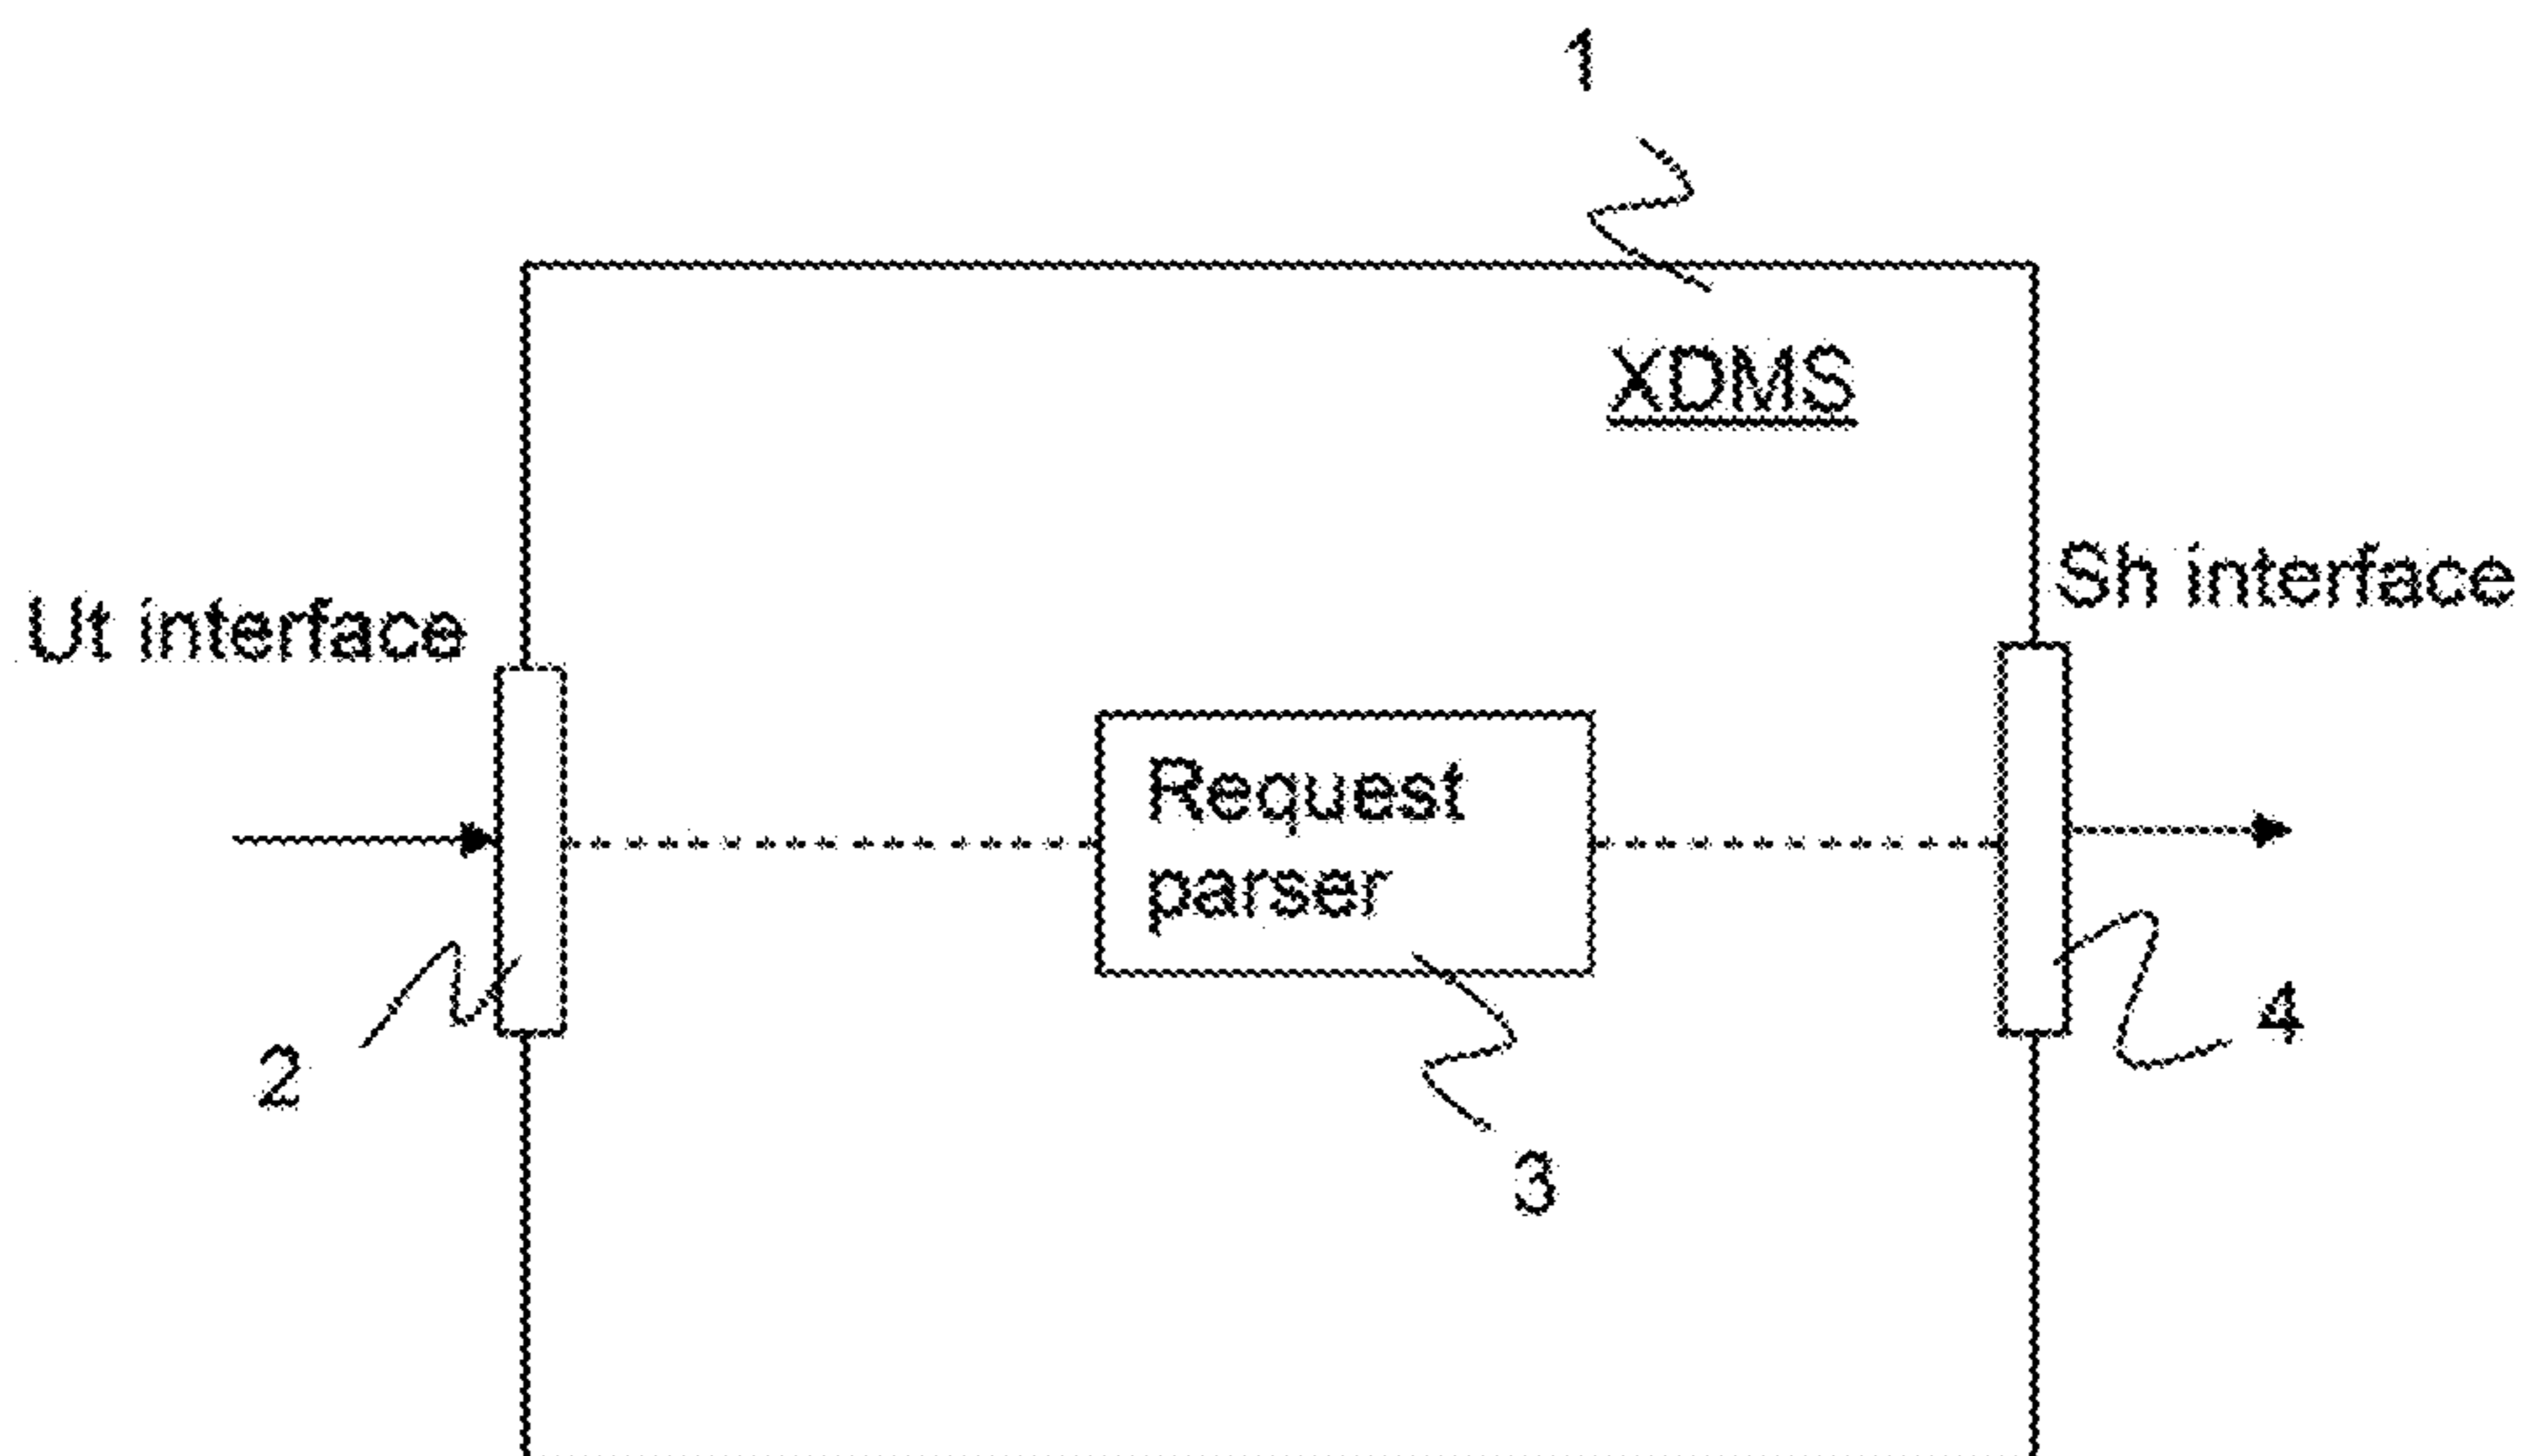 1
XDMS
Sh interface
Ut interface
Request
parser
4
2
3